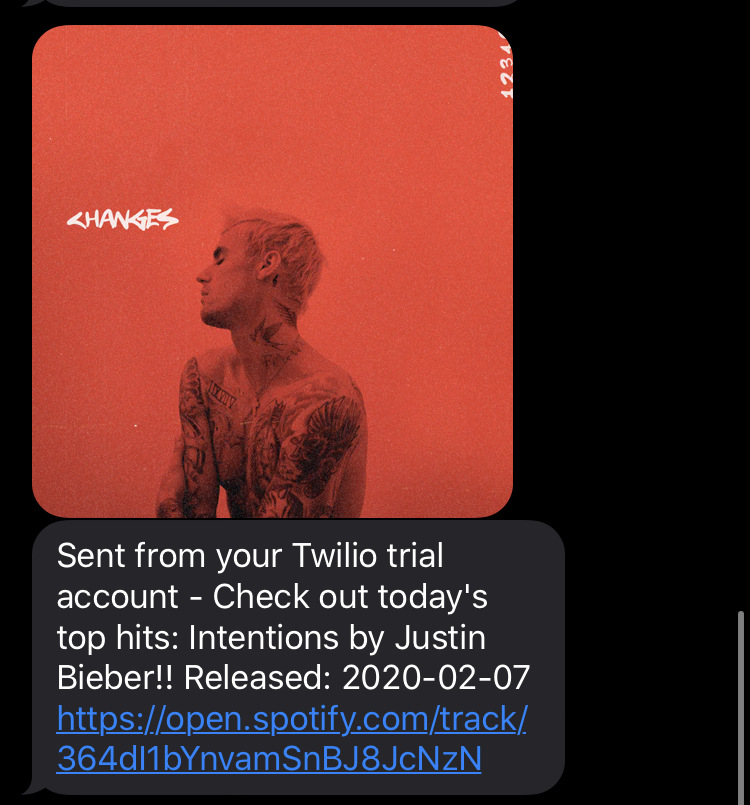 CHANGES
Sent from your Twilio trial
account - Check out today's
top hits: Intentions by Justin
Bieber!! Released: 2020-02-07
https://open.spotify.com/track/
364dI1bYnvamSnBJ8JcNzN